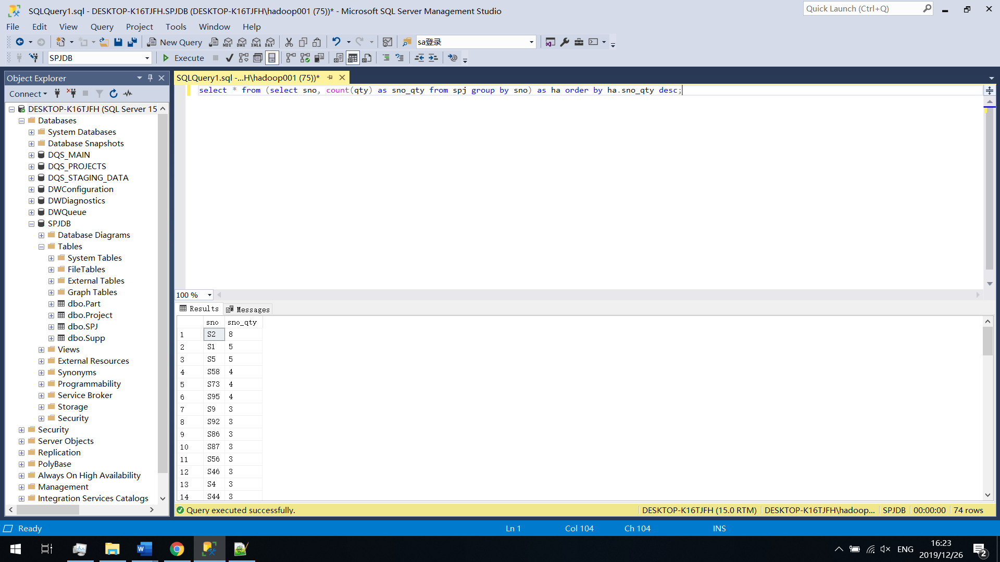 SQLQuery1.sql - DESKTOP-K16TJFH.SPJDB (DESKTOP-K16TJFH\hadoop001 (75))* - Microsoft SQL Server Management Studio
Quick Launch (Ctrl+Q)
File Edit View Query Project Tools Window Help
New Query MDX DMX XMLA DAX sa登录
SPJDB Execute
Object Explorer
SQLQuery1.sql -...H\hadoop001 (75))*
Connect
select * from (select sno, count(qty) as sno_qty from spj group by sno) as ha order by ha.sno_qty desc;
DESKTOP-K16TJFH (SQL Server 15
Databases
System Databases
Database Snapshots
DQS_MAIN
DQS_PROJECTS
DQS_STAGING_DATA
DWConfiguration
DWDiagnostics
DWQueue
SPJDB
Database Diagrams
Tables
System Tables
FileTables
External Tables
Graph Tables
dbo.Part
dbo.Project
dbo.SPJ
dbo.Supp
Views
External Resources
Synonyms
Programmability
Service Broker
Storage
Security
Security
Server Objects
Replication
PolyBase
Always On High Availability
Management
Integration Services Catalogs
100 %
Results Messages
sno sno_qty
1 S2 8
2 S1 5
3 S5 5
4 S58 4
5 S73 4
6 S95 4
7 S9 3
8 S92 3
9 S86 3
10 S87 3
11 S56 3
12 S46 3
13 S4 3
14 S44 3
Query executed successfully. DESKTOP-K16TJFH (15.0 RTM) DESKTOP-K16TJFH\hadoop... SPJDB 00:00:00 74 rows
Ready Ln 1 Col 104 Ch 104 INS
ENG 16:23
2019/12/26
2